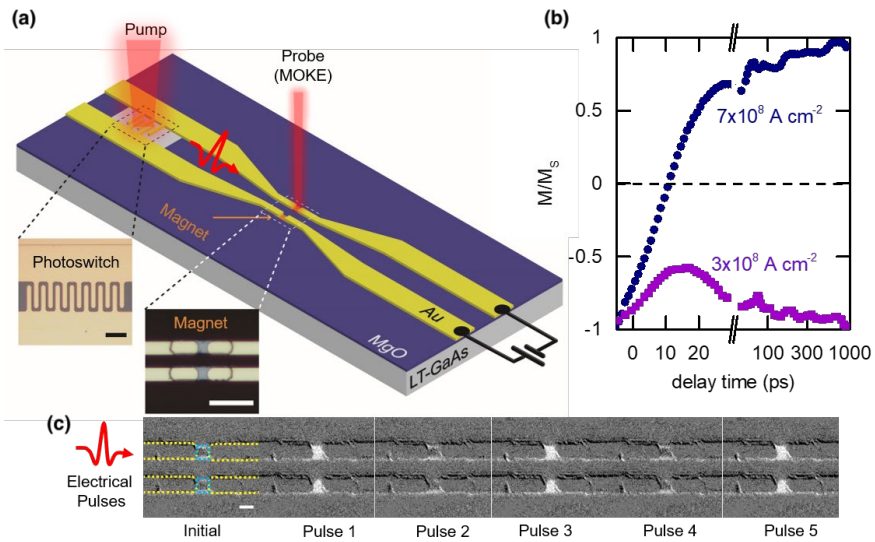 (a)
Pump
Probe
(MOKE)
Magnet
Photoswitch
Magnet
Au
MgO
LT-GaAs
(b)
1
0.5
0
-0.5
-1
M/M_S
7x10⁸ A cm⁻²
3x10⁸ A cm⁻²
0 10 20 100 300 1000
delay time (ps)
(c)
Electrical
Pulses
Initial Pulse 1 Pulse 2 Pulse 3 Pulse 4 Pulse 5